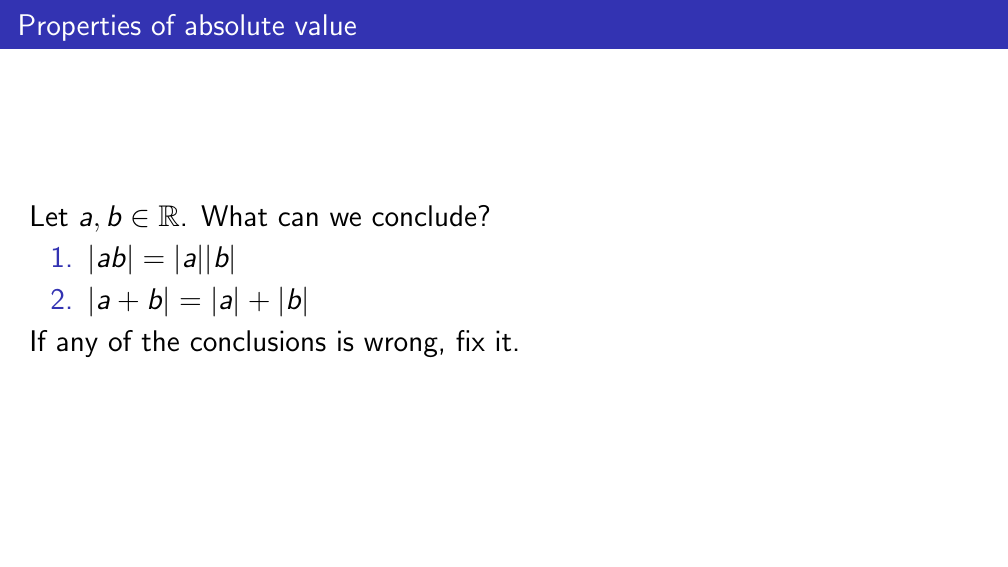 Properties of absolute value
Let a, b ∈ ℝ. What can we conclude?
1. |ab| = |a||b|
2. |a + b| = |a| + |b|
If any of the conclusions is wrong, fix it.